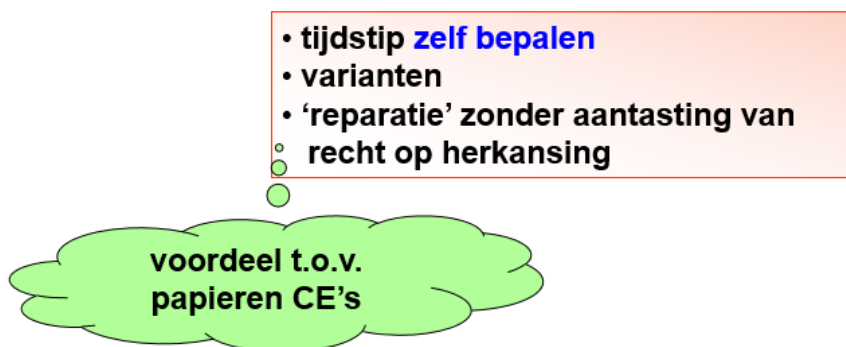 • tijdstip zelf bepalen
• varianten
• ‘reparatie’ zonder aantasting van
recht op herkansing
voordeel t.o.v.
papieren CE’s